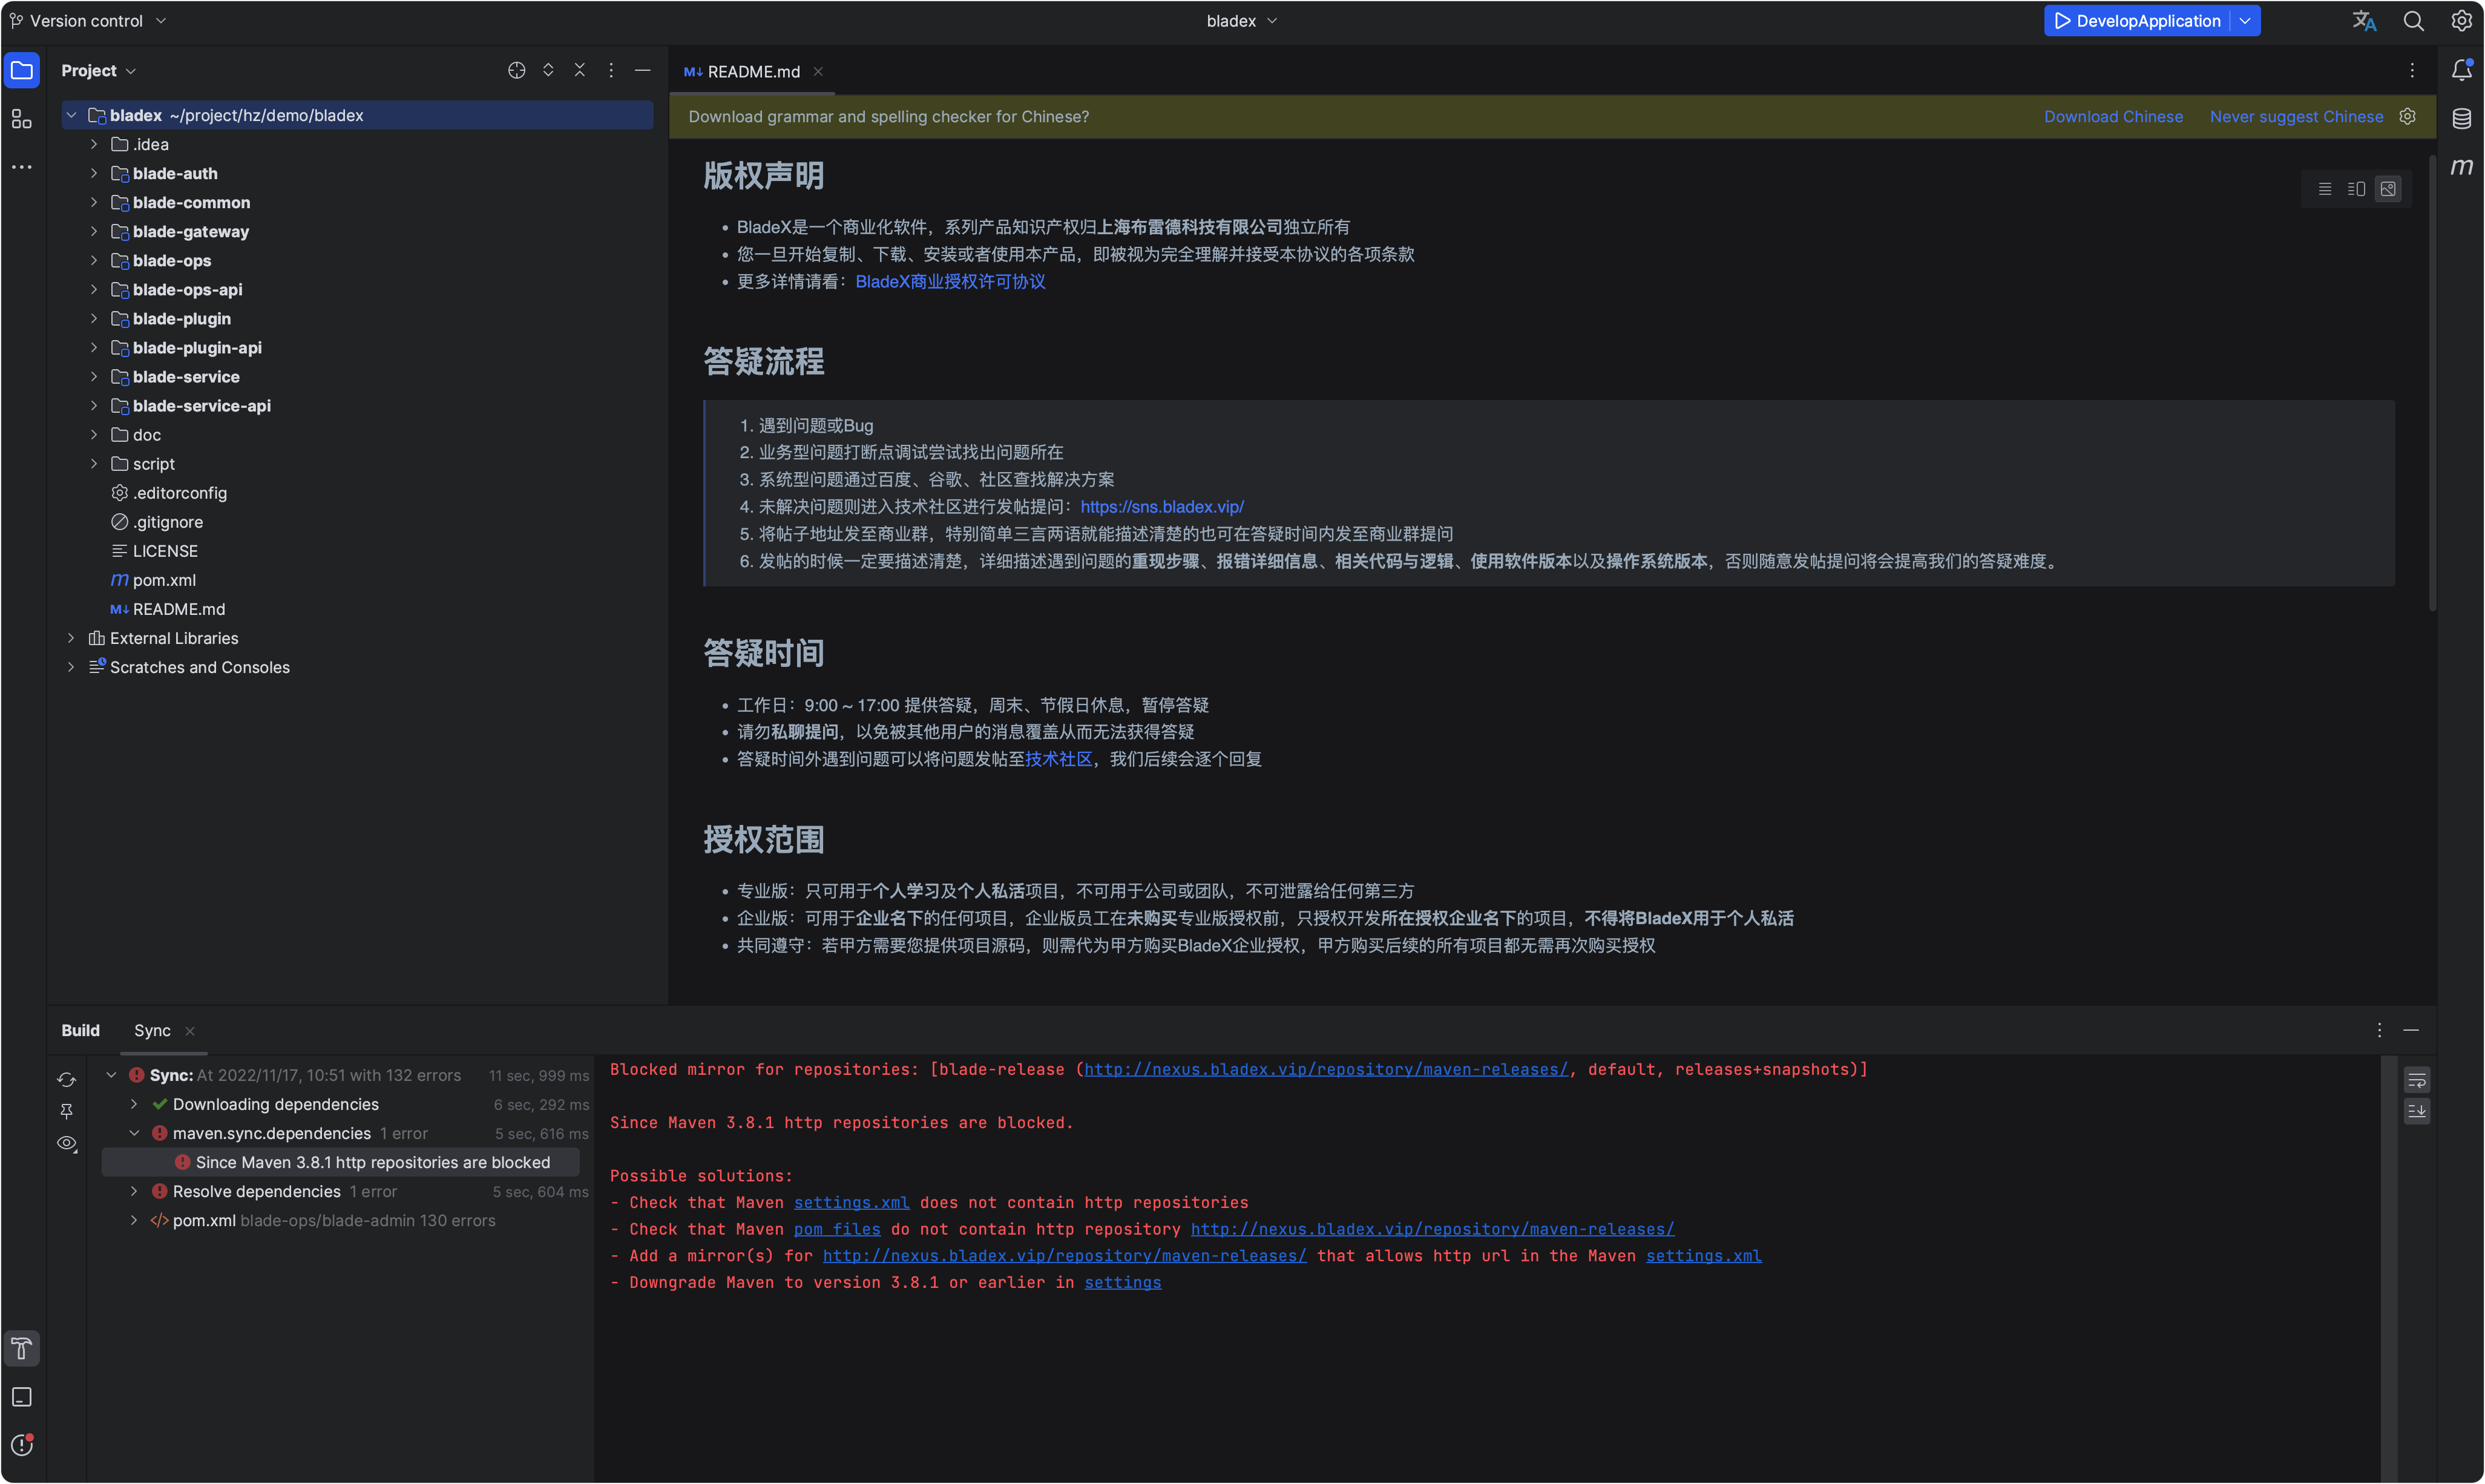 Version control
bladex
DevelopApplication
Project
README.md
bladex ~/project/hz/demo/bladex
.idea
blade-auth
blade-common
blade-gateway
blade-ops
blade-ops-api
blade-plugin
blade-plugin-api
blade-service
blade-service-api
doc
script
.editorconfig
.gitignore
LICENSE
m pom.xml
M↓ README.md
External Libraries
Scratches and Consoles
Download grammar and spelling checker for Chinese?
Download Chinese
Never suggest Chinese
版权声明
• BladeX是一个商业化软件，系列产品知识产权归上海布雷德科技有限公司独立所有
• 您一旦开始复制、下载、安装或者使用本产品，即被视为完全理解并接受本协议的各项条款
• 更多详情请看：BladeX商业授权许可协议
答疑流程
1. 遇到问题或Bug
2. 业务型问题打断点调试尝试找出问题所在
3. 系统型问题通过百度、谷歌、社区查找解决方案
4. 未解决问题则进入技术社区进行发帖提问：https://sns.bladex.vip/
5. 将帖子地址发至商业群，特别简单三言两语就能描述清楚的也可在答疑时间内发至商业群提问
6. 发帖的时候一定要描述清楚，详细描述遇到问题的重现步骤、报错详细信息、相关代码与逻辑、使用软件版本以及操作系统版本，否则随意发帖提问将会提高我们的答疑难度。
答疑时间
• 工作日：9:00 ~ 17:00 提供答疑，周末、节假日休息，暂停答疑
• 请勿私聊提问，以免被其他用户的消息覆盖从而无法获得答疑
• 答疑时间外遇到问题可以将问题发帖至技术社区，我们后续会逐个回复
授权范围
• 专业版：只可用于个人学习及个人私活项目，不可用于公司或团队，不可泄露给任何第三方
• 企业版：可用于企业名下的任何项目，企业版员工在未购买专业版授权前，只授权开发所在授权企业名下的项目，不得将BladeX用于个人私活
• 共同遵守：若甲方需要您提供项目源码，则需代为甲方购买BladeX企业授权，甲方购买后续的所有项目都无需再次购买授权
Build
Sync
Sync: At 2022/11/17, 10:51 with 132 errors 11 sec, 999 ms
Downloading dependencies 6 sec, 292 ms
maven.sync.dependencies 1 error 5 sec, 616 ms
Since Maven 3.8.1 http repositories are blocked
Resolve dependencies 1 error 5 sec, 604 ms
pom.xml blade-ops/blade-admin 130 errors
Blocked mirror for repositories: [blade-release (http://nexus.bladex.vip/repository/maven-releases/, default, releases+snapshots)]
Since Maven 3.8.1 http repositories are blocked.
Possible solutions:
- Check that Maven settings.xml does not contain http repositories
- Check that Maven pom files do not contain http repository http://nexus.bladex.vip/repository/maven-releases/
- Add a mirror(s) for http://nexus.bladex.vip/repository/maven-releases/ that allows http url in the Maven settings.xml
- Downgrade Maven to version 3.8.1 or earlier in settings